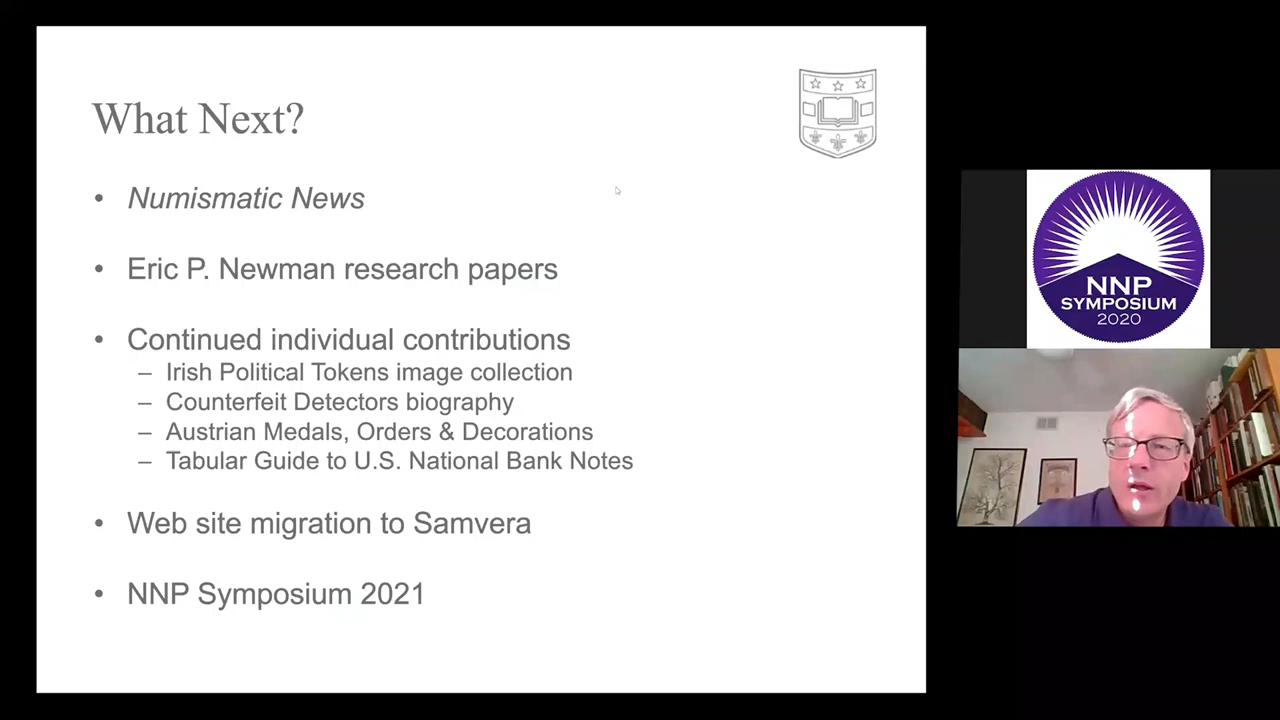 What Next?
• Numismatic News
• Eric P. Newman research papers
• Continued individual contributions
– Irish Political Tokens image collection
– Counterfeit Detectors biography
– Austrian Medals, Orders & Decorations
– Tabular Guide to U.S. National Bank Notes
• Web site migration to Samvera
• NNP Symposium 2021
NNP
SYMPOSIUM
2020